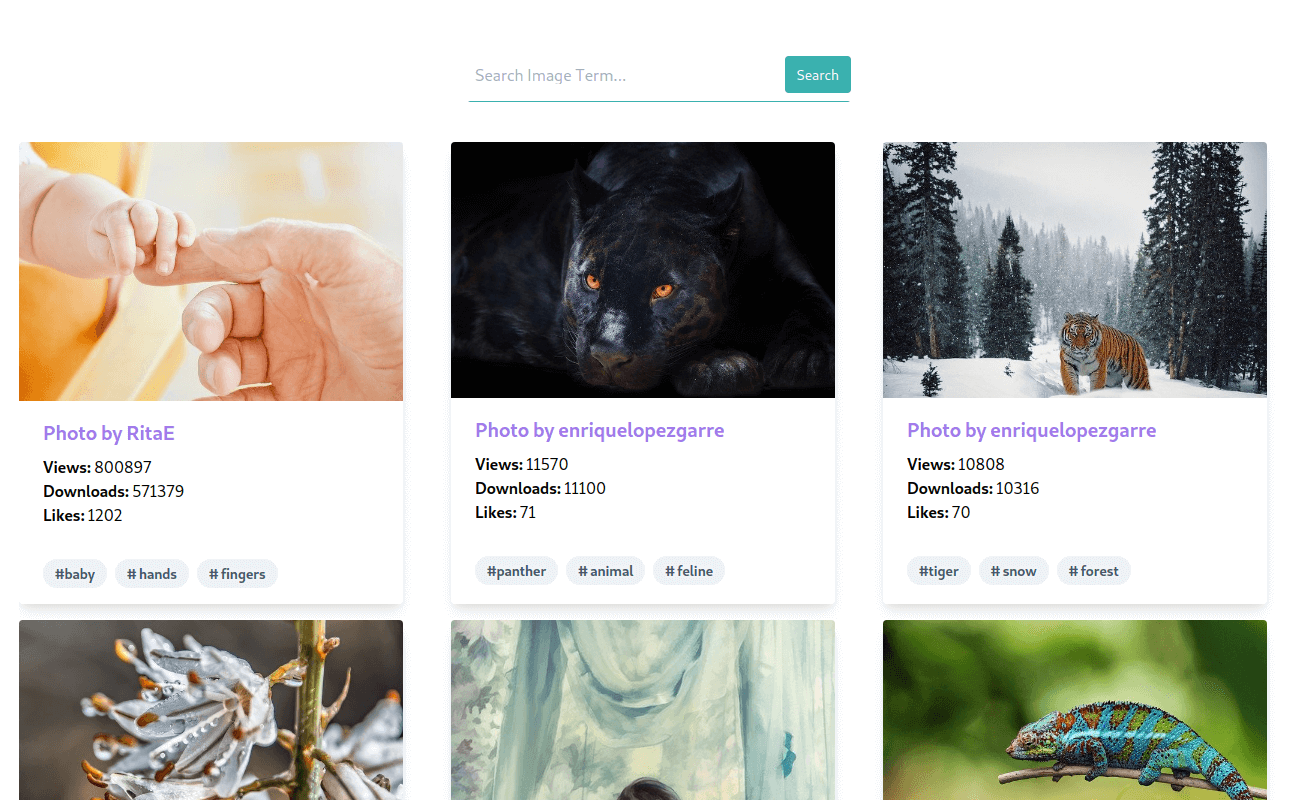 Search Image Term...
Search
Photo by RitaE
Views: 800897
Downloads: 571379
Likes: 1202
#baby # hands # fingers
Photo by enriquelopezgarre
Views: 11570
Downloads: 11100
Likes: 71
#panther # animal # feline
Photo by enriquelopezgarre
Views: 10808
Downloads: 10316
Likes: 70
#tiger # snow # forest